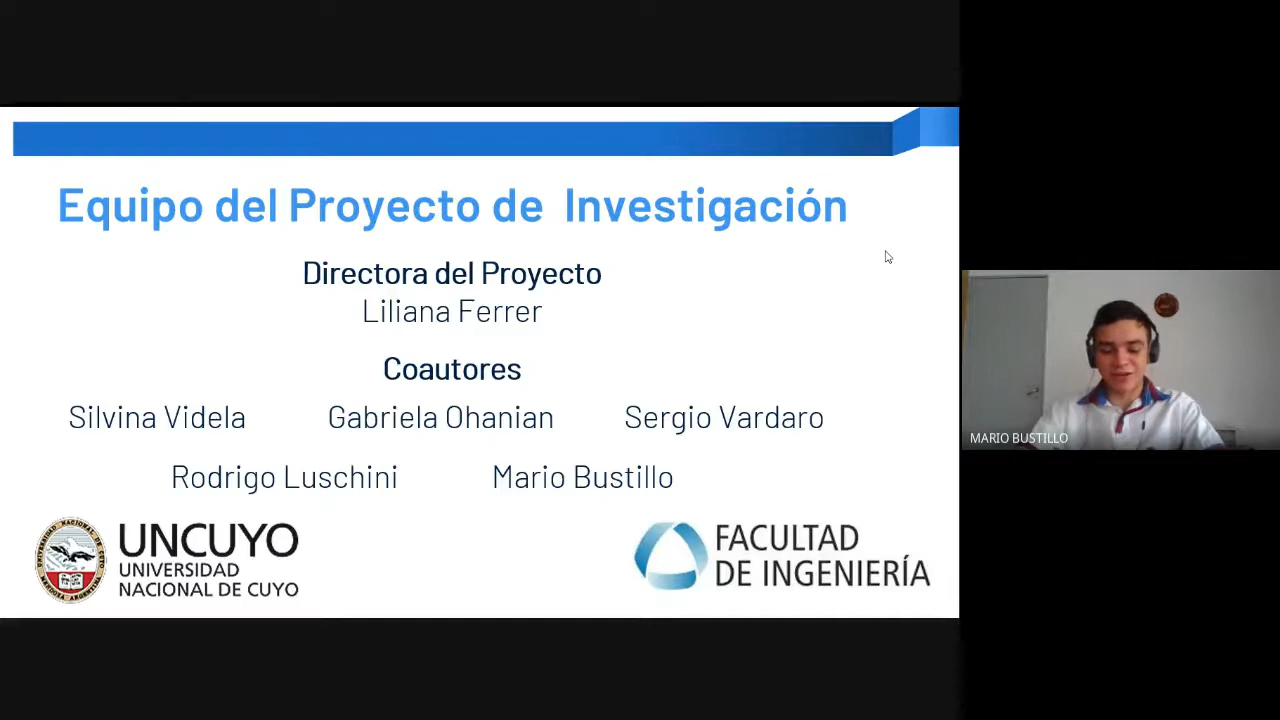 Equipo del Proyecto de Investigación
Directora del Proyecto
Liliana Ferrer
Coautores
Silvina Videla Gabriela Ohanian Sergio Vardaro
Rodrigo Luschini Mario Bustillo
UNCUYO
UNIVERSIDAD
NACIONAL DE CUYO
FACULTAD
DE INGENIERÍA
MARIO BUSTILLO